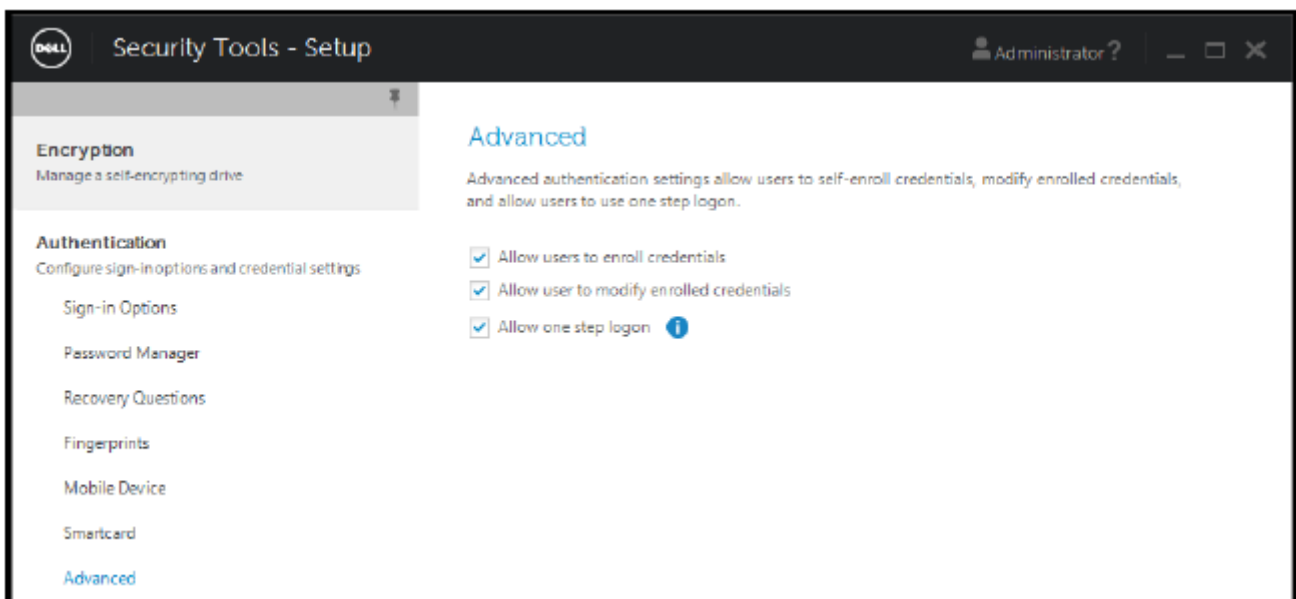 DELL
Security Tools - Setup
Administrator ?
Encryption
Manage a self-encrypting drive
Authentication
Configure sign-in options and credential settings
Sign-in Options
Password Manager
Recovery Questions
Fingerprints
Mobile Device
Smartcard
Advanced
Advanced
Advanced authentication settings allow users to self-enroll credentials, modify enrolled credentials,
and allow users to use one step logon.
Allow users to enroll credentials
Allow user to modify enrolled credentials
Allow one step logon